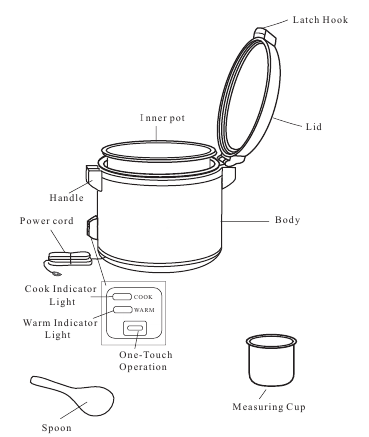 Latch Hook
Inner pot
Lid
Handle
Power cord
Body
Cook Indicator
Light
COOK
Warm Indicator
Light
WARM
One-Touch
Operation
Measuring Cup
Spoon